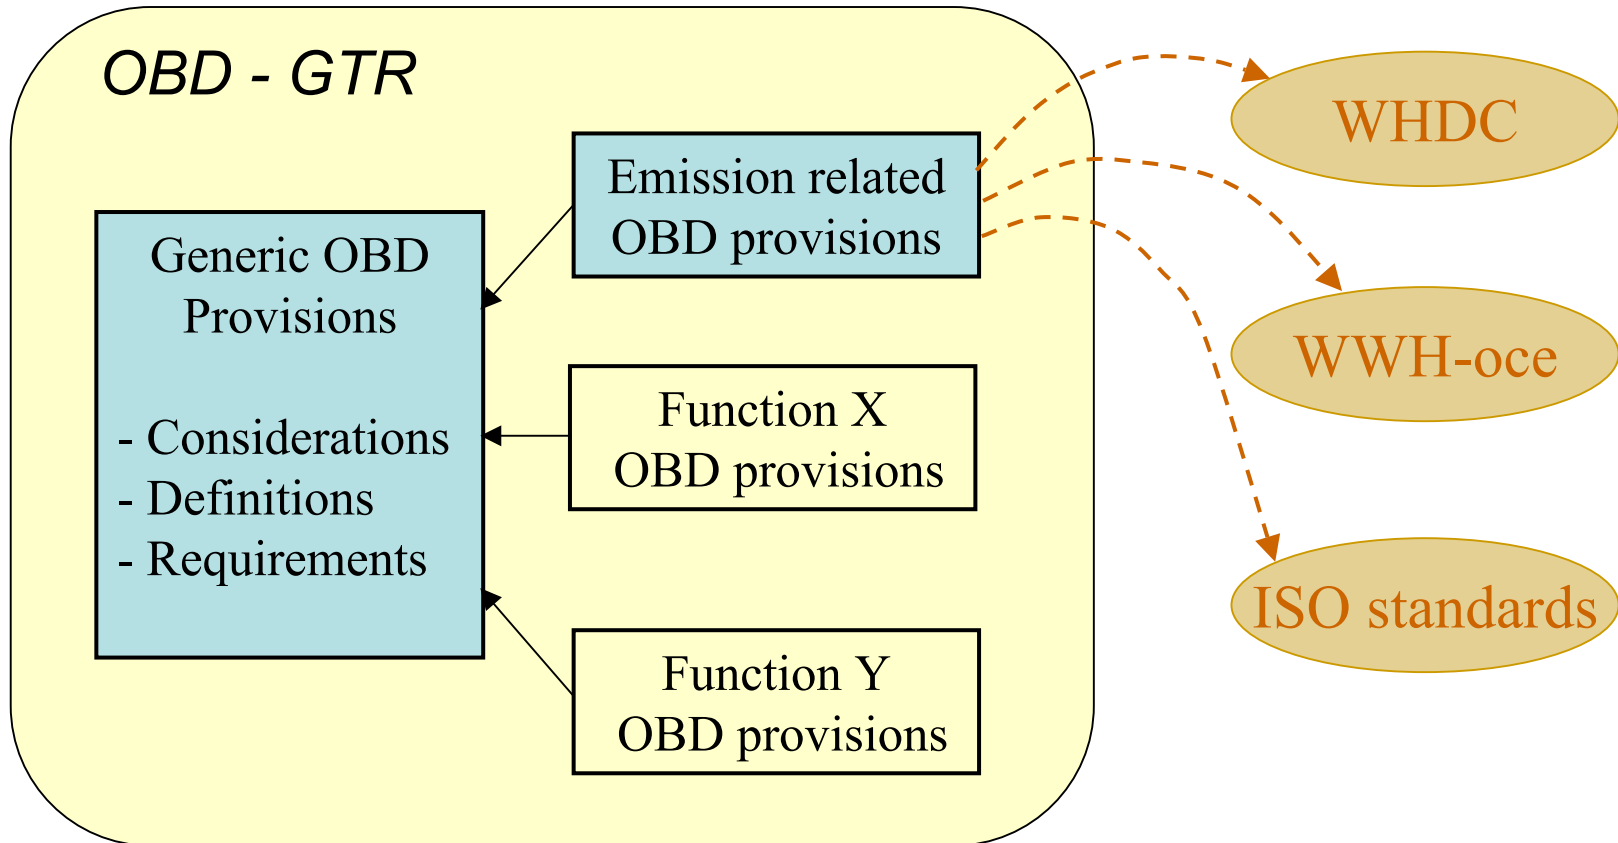 OBD - GTR
Generic OBD
Provisions
- Considerations
- Definitions
- Requirements
Emission related
OBD provisions
Function X
OBD provisions
Function Y
OBD provisions
WHDC
WWH-oce
ISO standards